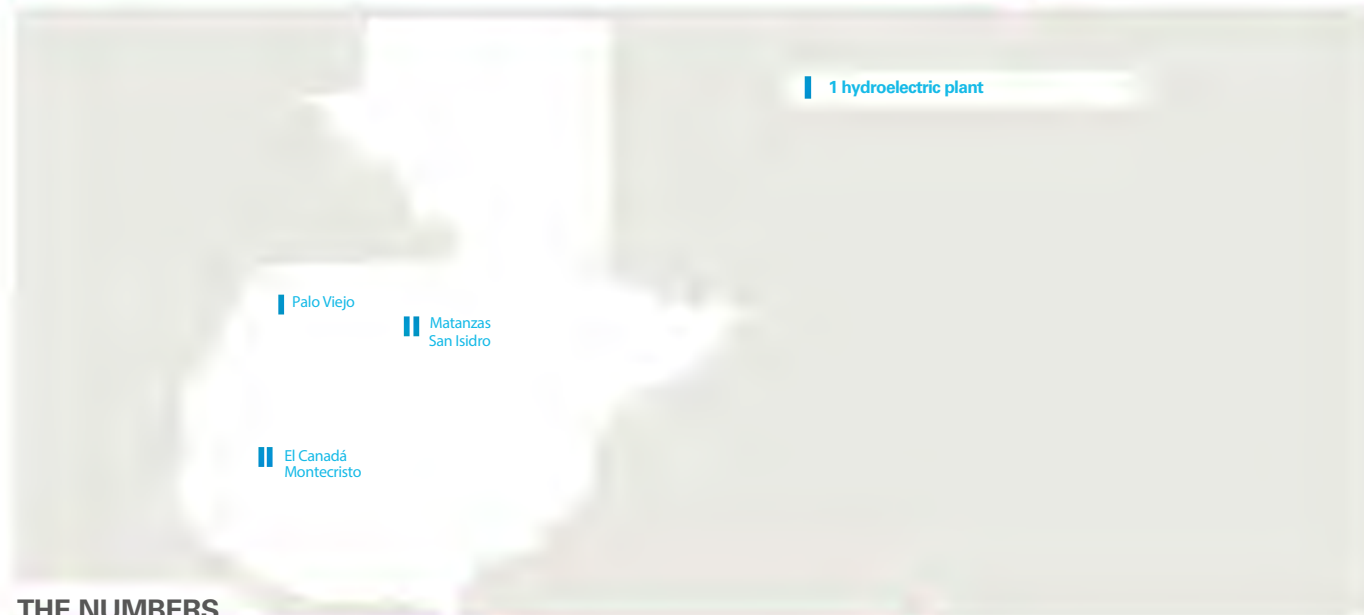 1 hydroelectric plant
Palo Viejo
Matanzas
San Isidro
El Canadá
Montecristo
THE NUMBERS